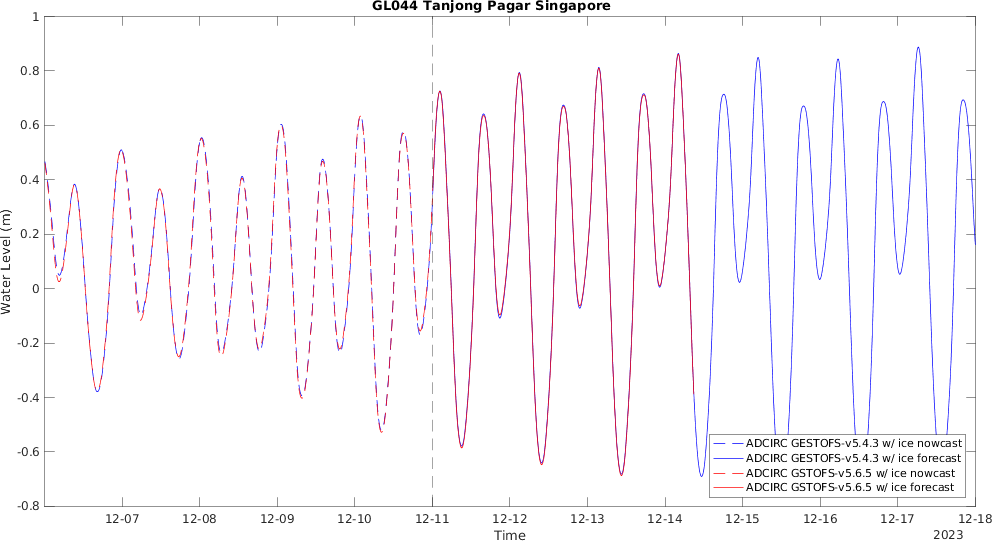 GL044 Tanjong Pagar Singapore
1
0.8
0.6
0.4
0.2
0
-0.2
-0.4
-0.6
-0.8
Water Level (m)
ADCIRC GESTOFS-v5.4.3 w/ ice nowcast
ADCIRC GESTOFS-v5.4.3 w/ ice forecast
ADCIRC GSTOFS-v5.6.5 w/ ice nowcast
ADCIRC GSTOFS-v5.6.5 w/ ice forecast
12-07 12-08 12-09 12-10 12-11 12-12 12-13 12-14 12-15 12-16 12-17 12-18
Time
2023